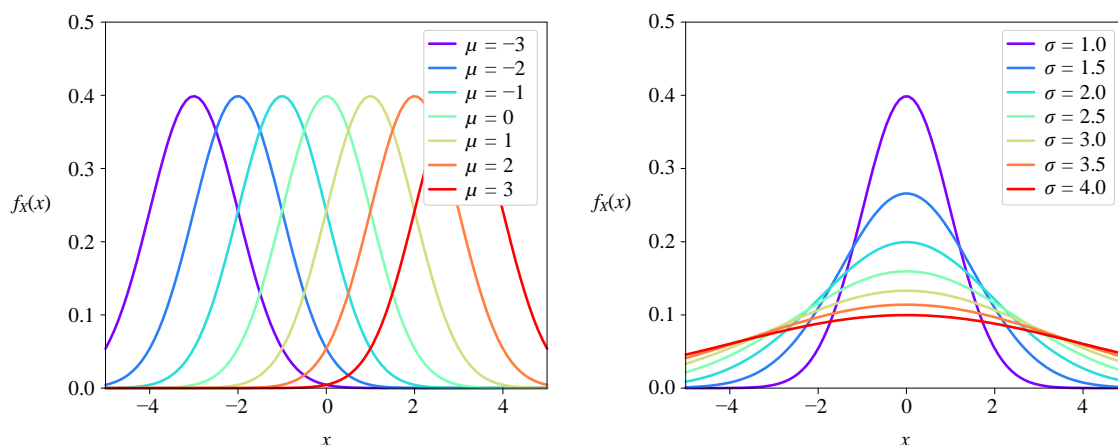 0.5
0.4
0.3
0.2
0.1
0.0
f_X(x)
−4
−2
0
2
4
x
μ = −3
μ = −2
μ = −1
μ = 0
μ = 1
μ = 2
μ = 3
0.5
0.4
0.3
0.2
0.1
0.0
f_X(x)
−4
−2
0
2
4
x
σ = 1.0
σ = 1.5
σ = 2.0
σ = 2.5
σ = 3.0
σ = 3.5
σ = 4.0